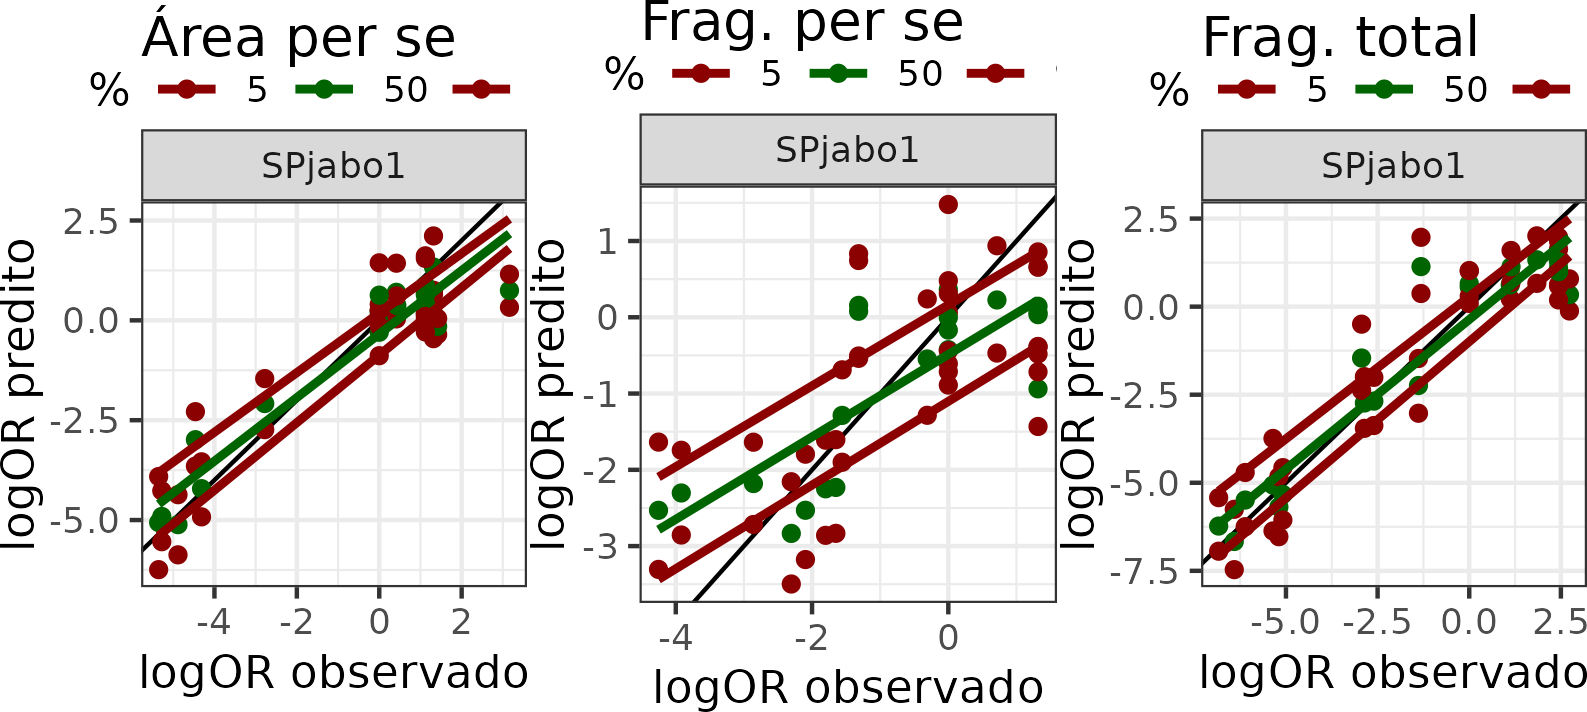 Área per se
% 5 50
SPjabo1
2.5
0.0
-2.5
-5.0
-4 -2 0 2
logOR observado
logOR predito
Frag. per se
% 5 50
SPjabo1
1
0
-1
-2
-3
-4 -2 0
logOR observado
logOR predito
Frag. total
% 5 50
SPjabo1
2.5
0.0
-2.5
-5.0
-7.5
-5.0 -2.5 0.0 2.5
logOR observado
logOR predito